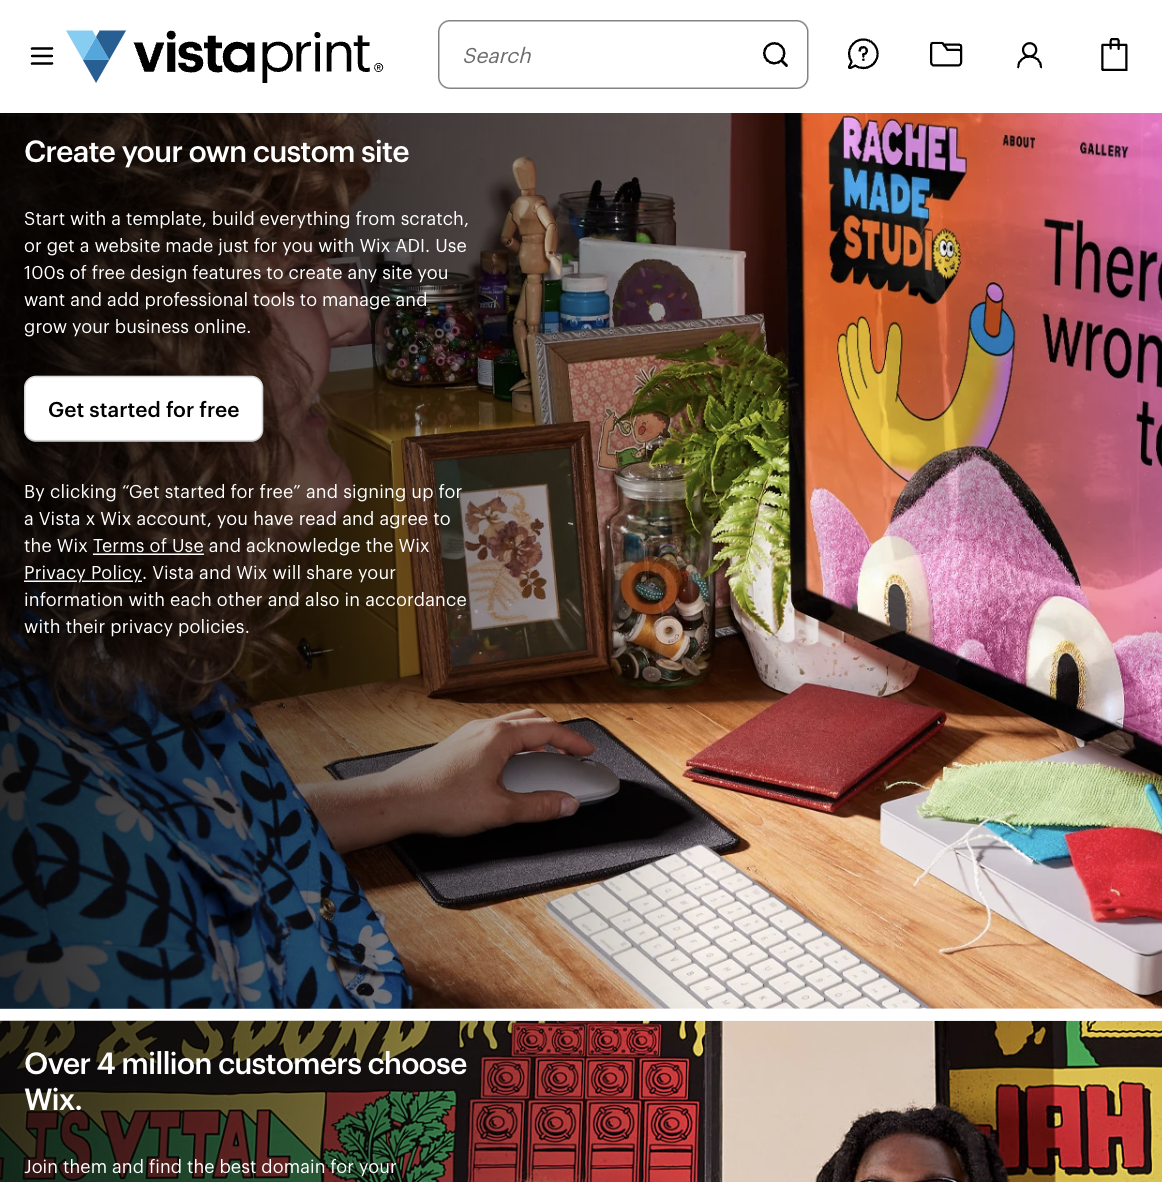 vistaprint®
Search
Create your own custom site
Start with a template, build everything from scratch,
or get a website made just for you with Wix ADI. Use
100s of free design features to create any site you
want and add professional tools to manage and
grow your business online.
Get started for free
By clicking “Get started for free” and signing up for
a Vista x Wix account, you have read and agree to
the Wix Terms of Use and acknowledge the Wix
Privacy Policy. Vista and Wix will share your
information with each other and also in accordance
with their privacy policies.
RACHEL
MADE
STUDIO
ABOUT
GALLERY
Over 4 million customers choose
Wix.
Join them and find the best domain for your
& SOUND
IS VITAL
JAH